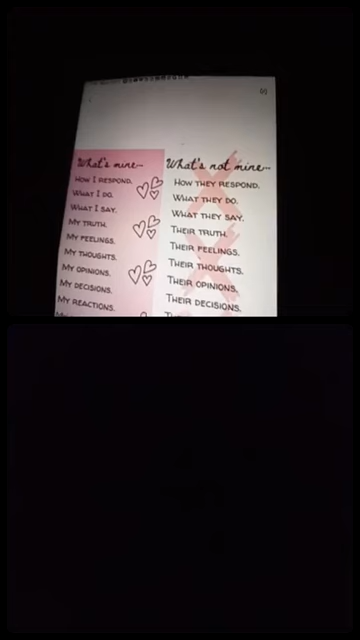 What's mine...
How I respond.
What I do.
What I say.
My truth.
My feelings.
My thoughts.
My opinions.
My decisions.
My reactions.
What's not mine...
How they respond.
What they do.
What they say.
Their truth.
Their feelings.
Their thoughts.
Their opinions.
Their decisions.